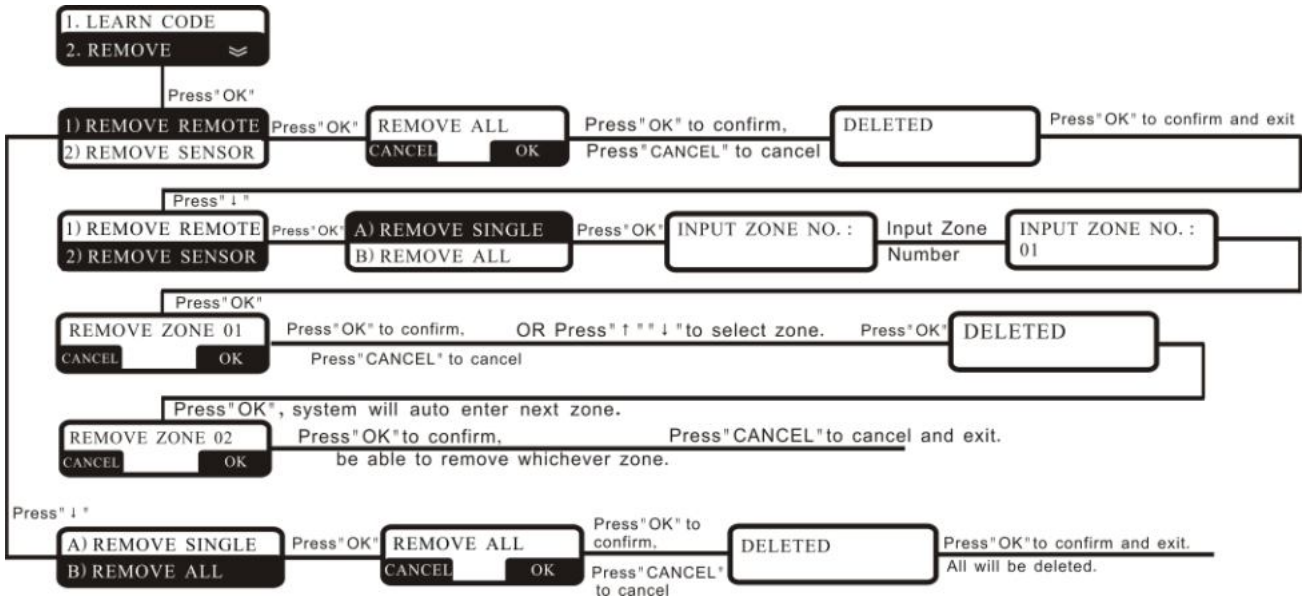 1. LEARN CODE
2. REMOVE
Press"OK"
1) REMOVE REMOTE
2) REMOVE SENSOR
Press"OK"
REMOVE ALL
CANCEL OK
Press"OK" to confirm,
Press"CANCEL" to cancel
DELETED
Press"OK" to confirm and exit
Press"↓"
1) REMOVE REMOTE
2) REMOVE SENSOR
Press"OK"
A) REMOVE SINGLE
B) REMOVE ALL
Press"OK"
INPUT ZONE NO. :
Input Zone
Number
INPUT ZONE NO. :
01
Press"OK"
REMOVE ZONE 01
CANCEL OK
Press"OK" to confirm,
Press"CANCEL" to cancel
OR Press"↑""↓"to select zone.
Press"OK"
DELETED
Press"OK", system will auto enter next zone.
REMOVE ZONE 02
CANCEL OK
Press"OK"to confirm,
be able to remove whichever zone.
Press"CANCEL"to cancel and exit.
Press"↓"
A) REMOVE SINGLE
B) REMOVE ALL
Press"OK"
REMOVE ALL
CANCEL OK
Press"OK" to
confirm,
Press"CANCEL"
to cancel
DELETED
Press"OK"to confirm and exit.
All will be deleted.